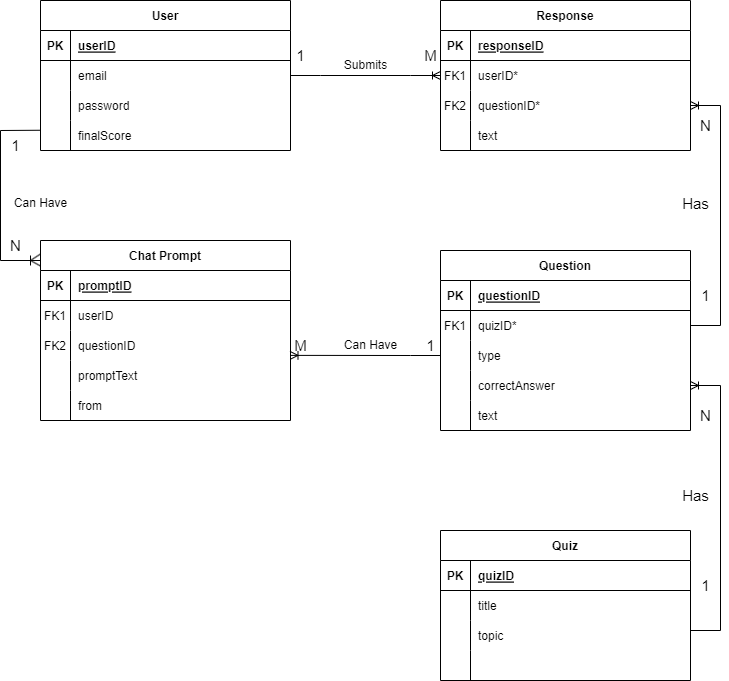 User
PK userID
email
password
finalScore
1
Submits
M
Response
PK responseID
FK1 userID*
FK2 questionID*
text
1
Can Have
N
N
Has
1
Chat Prompt
PK promptID
FK1 userID
FK2 questionID
promptText
from
M
Can Have
1
Question
PK questionID
FK1 quizID*
type
correctAnswer
text
N
Has
1
Quiz
PK quizID
title
topic